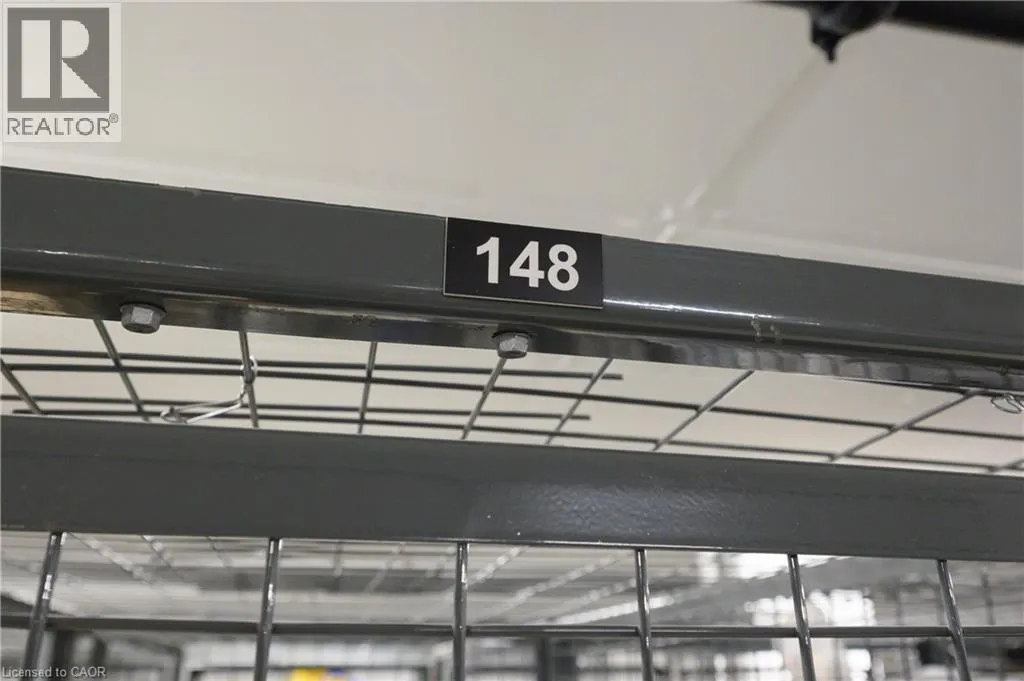 R
REALTOR®
148
Licensed to CAOR